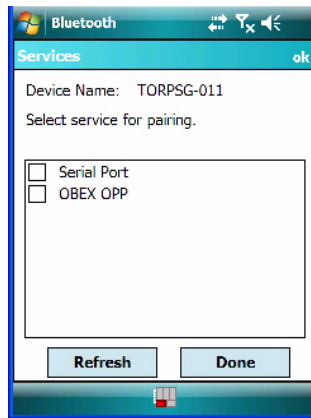 Bluetooth
Services ok
Device Name: TORPSG-011
Select service for pairing.
Serial Port
OBEX OPP
Refresh Done